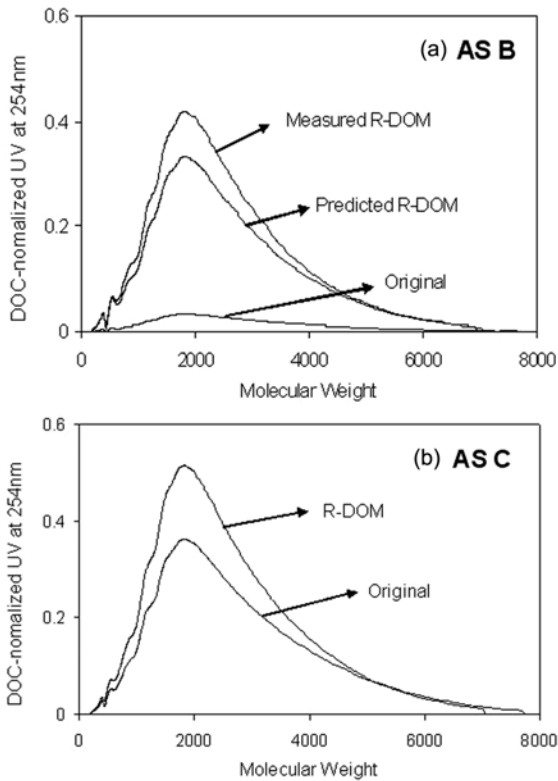 0.6
(a) AS B
Measured R-DOM
0.4
Predicted R-DOM
0.2
Original
0
0
2000
4000
6000
8000
DOC-nomalized UV at 254nm
Molecular Weight
0.6
(b) AS C
R-DOM
0.4
Original
0.2
0
0
2000
4000
6000
8000
DOC-nomalized UV at 254nm
Molecular Weight